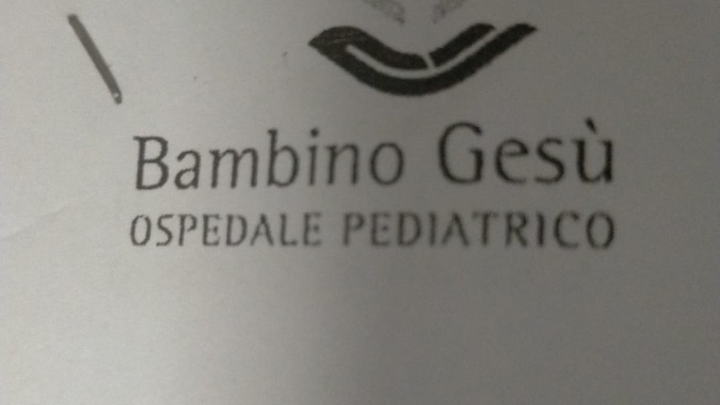 Bambino Gesù
OSPEDALE PEDIATRICO